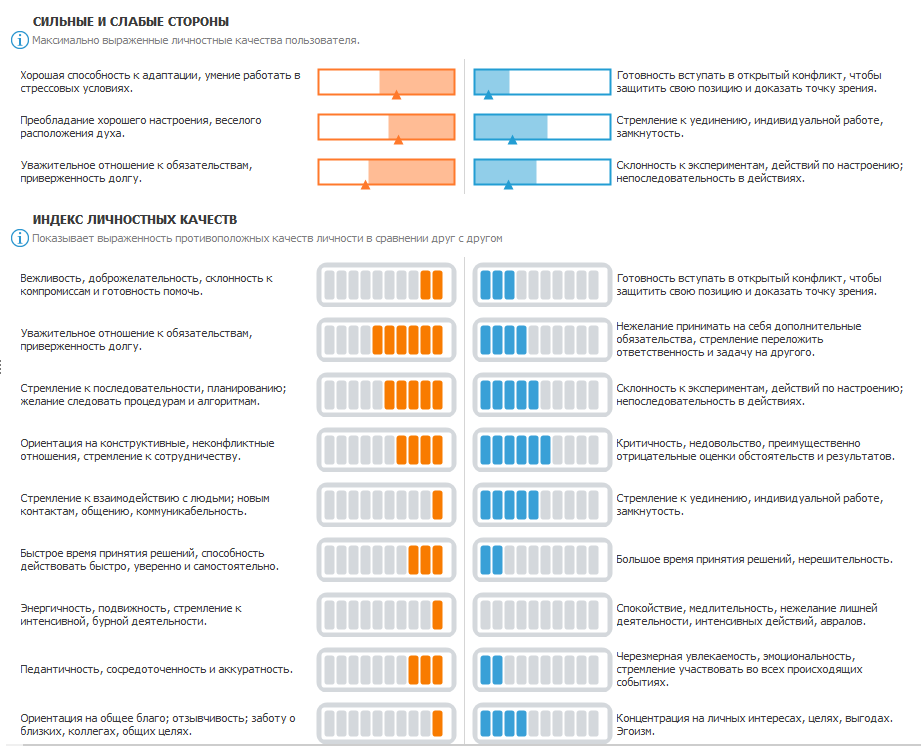 СИЛЬНЫЕ И СЛАБЫЕ СТОРОНЫ
Максимально выраженные личностные качества пользователя.
Хорошая способность к адаптации, умение работать в
стрессовых условиях.
Готовность вступать в открытый конфликт, чтобы
защитить свою позицию и доказать точку зрения.
Преобладание хорошего настроения, веселого
расположения духа.
Стремление к уединению, индивидуальной работе,
замкнутость.
Уважительное отношение к обязательствам,
приверженность долгу.
Склонность к экспериментам, действий по настроению;
непоследовательность в действиях.
ИНДЕКС ЛИЧНОСТНЫХ КАЧЕСТВ
Показывает выраженность противоположных качеств личности в сравнении друг с другом
Вежливость, доброжелательность, склонность к
компромиссам и готовность помочь.
Готовность вступать в открытый конфликт, чтобы
защитить свою позицию и доказать точку зрения.
Уважительное отношение к обязательствам,
приверженность долгу.
Нежелание принимать на себя дополнительные
обязательства, стремление переложить
ответственность и задачу на другого.
Стремление к последовательности, планированию;
желание следовать процедурам и алгоритмам.
Склонность к экспериментам, действий по настроению;
непоследовательность в действиях.
Ориентация на конструктивные, неконфликтные
отношения, стремление к сотрудничеству.
Критичность, недовольство, преимущественно
отрицательные оценки обстоятельств и результатов.
Стремление к взаимодействию с людьми; новым
контактам, общению, коммуникабельность.
Стремление к уединению, индивидуальной работе,
замкнутость.
Быстрое время принятия решений, способность
действовать быстро, уверенно и самостоятельно.
Большое время принятия решений, нерешительность.
Энергичность, подвижность, стремление к
интенсивной, бурной деятельности.
Спокойствие, медлительность, нежелание лишней
деятельности, интенсивных действий, авралов.
Педантичность, сосредоточенность и аккуратность.
Черезмерная увлекаемость, эмоциональность,
стремление участвовать во всех происходящих
событиях.
Ориентация на общее благо; отзывчивость; заботу о
близких, коллегах, общих целях.
Концентрация на личных интересах, целях, выгодах.
Эгоизм.